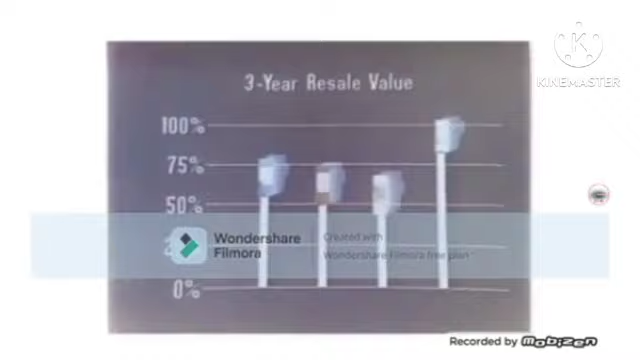 KINEMASTER
3-Year Resale Value
100%
75%
50%
Wondershare
Filmora
Created with
Wondershare Filmora free plan
0%
Recorded by Mobizen